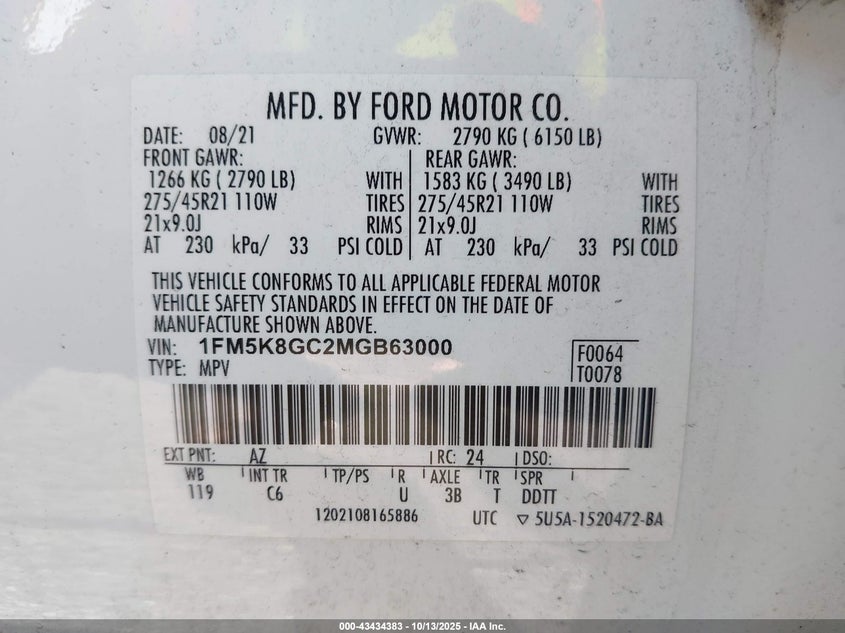 MFD. BY FORD MOTOR CO.
DATE: 08/21 GVWR: 2790 KG ( 6150 LB)
FRONT GAWR: REAR GAWR:
1266 KG ( 2790 LB) WITH 1583 KG ( 3490 LB) WITH
275/45R21 110W TIRES 275/45R21 110W TIRES
21x9.0J RIMS 21x9.0J RIMS
AT 230 kPa/ 33 PSI COLD AT 230 kPa/ 33 PSI COLD
THIS VEHICLE CONFORMS TO ALL APPLICABLE FEDERAL MOTOR
VEHICLE SAFETY STANDARDS IN EFFECT ON THE DATE OF
MANUFACTURE SHOWN ABOVE.
VIN: 1FM5K8GC2MGB63000 F0064
TYPE: MPV T0078
EXT PNT: AZ RC: 24 DSO:
WB INT TR TP/PS R AXLE TR SPR
119 C6 U 3B T DDTT
1202108165886 UTC ▽ 5U5A-1520472-BA
000-43434383 | 10/13/2025 - IAA Inc.